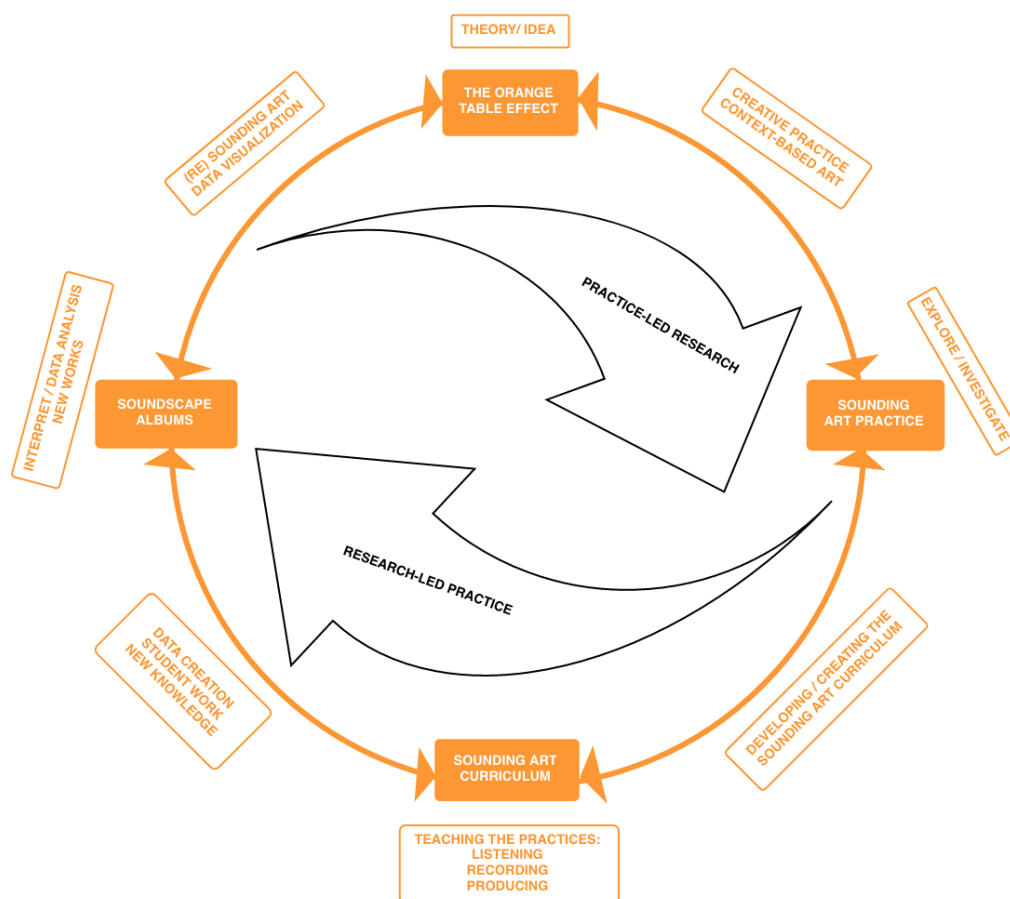 THEORY/ IDEA
THE ORANGE
TABLE EFFECT
(RE) SOUNDING ART
DATA VISUALIZATION
CREATIVE PRACTICE
CONTEXT-BASED ART
PRACTICE-LED RESEARCH
INTERPRET / DATA ANALYSIS
NEW WORKS
SOUNDSCAPE
ALBUMS
SOUNDING
ART PRACTICE
EXPLORE / INVESTIGATE
RESEARCH-LED PRACTICE
DATA CREATION
STUDENT WORK
NEW KNOWLEDGE
DEVELOPING / CREATING THE
SOUNDING ART CURRICULUM
SOUNDING ART
CURRICULUM
TEACHING THE PRACTICES:
LISTENING
RECORDING
PRODUCING